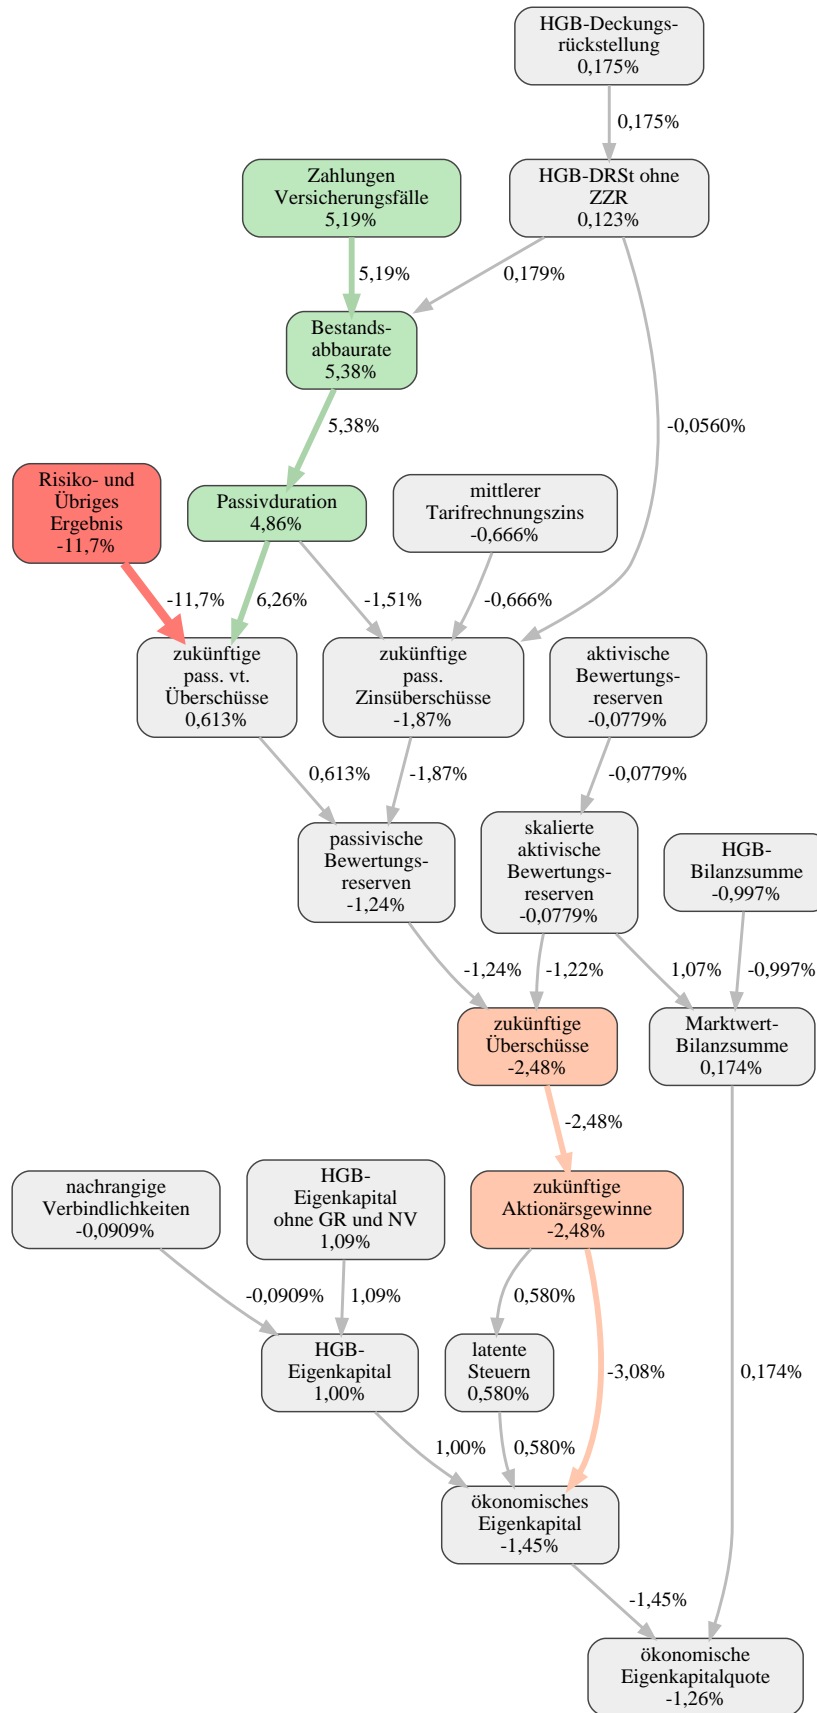 HGB-Deckungs-
rückstellung
0,175%
0,175%
Zahlungen
Versicherungsfälle
5,19%
HGB-DRSt ohne
ZZR
0,123%
5,19%
0,179%
Bestands-
abbaurate
5,38%
5,38%
-0,0560%
Risiko- und
Übriges
Ergebnis
-11,7%
Passivduration
4,86%
mittlerer
Tarifrechnungszins
-0,666%
-11,7%
6,26%
-1,51%
-0,666%
zukünftige
pass. vt.
Überschüsse
0,613%
zukünftige
pass.
Zinsüberschüsse
-1,87%
aktivische
Bewertungs-
reserven
-0,0779%
0,613%
-1,87%
-0,0779%
passivische
Bewertungs-
reserven
-1,24%
skalierte
aktivische
Bewertungs-
reserven
-0,0779%
HGB-
Bilanzsumme
-0,997%
-1,24%
-1,22%
1,07%
-0,997%
zukünftige
Überschüsse
-2,48%
Marktwert-
Bilanzsumme
0,174%
-2,48%
nachrangige
Verbindlichkeiten
-0,0909%
HGB-
Eigenkapital
ohne GR und NV
1,09%
zukünftige
Aktionärsgewinne
-2,48%
-0,0909%
1,09%
0,580%
-3,08%
0,174%
HGB-
Eigenkapital
1,00%
latente
Steuern
0,580%
1,00%
0,580%
ökonomisches
Eigenkapital
-1,45%
-1,45%
ökonomische
Eigenkapitalquote
-1,26%